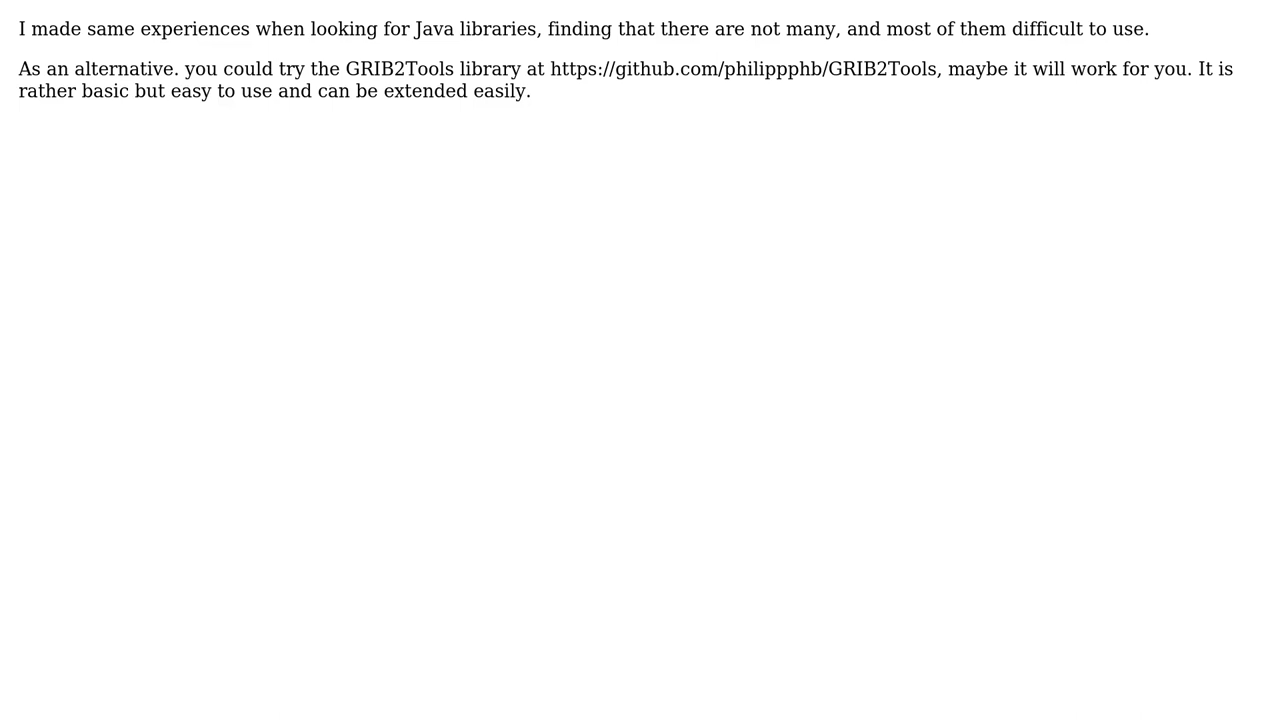 I made same experiences when looking for Java libraries, finding that there are not many, and most of them difficult to use.
As an alternative. you could try the GRIB2Tools library at https://github.com/philippphb/GRIB2Tools, maybe it will work for you. It is
rather basic but easy to use and can be extended easily.